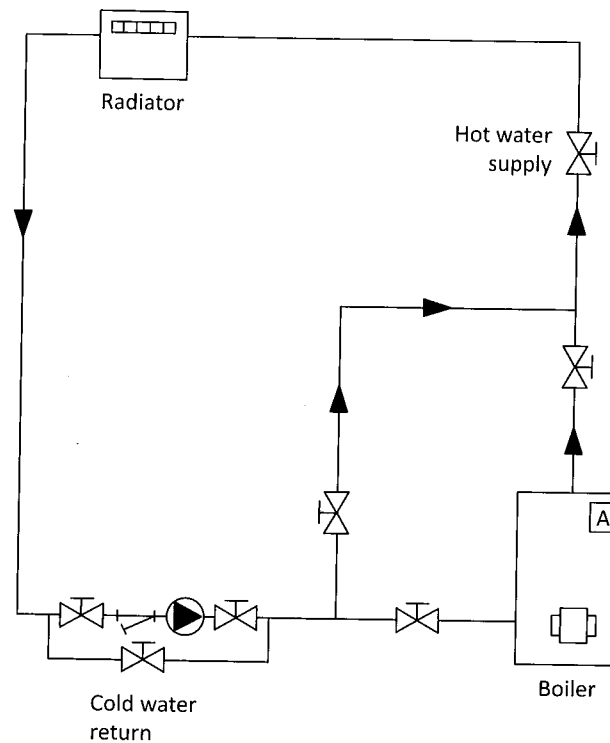 Radiator
Hot water
supply
A
Boiler
Cold water
return